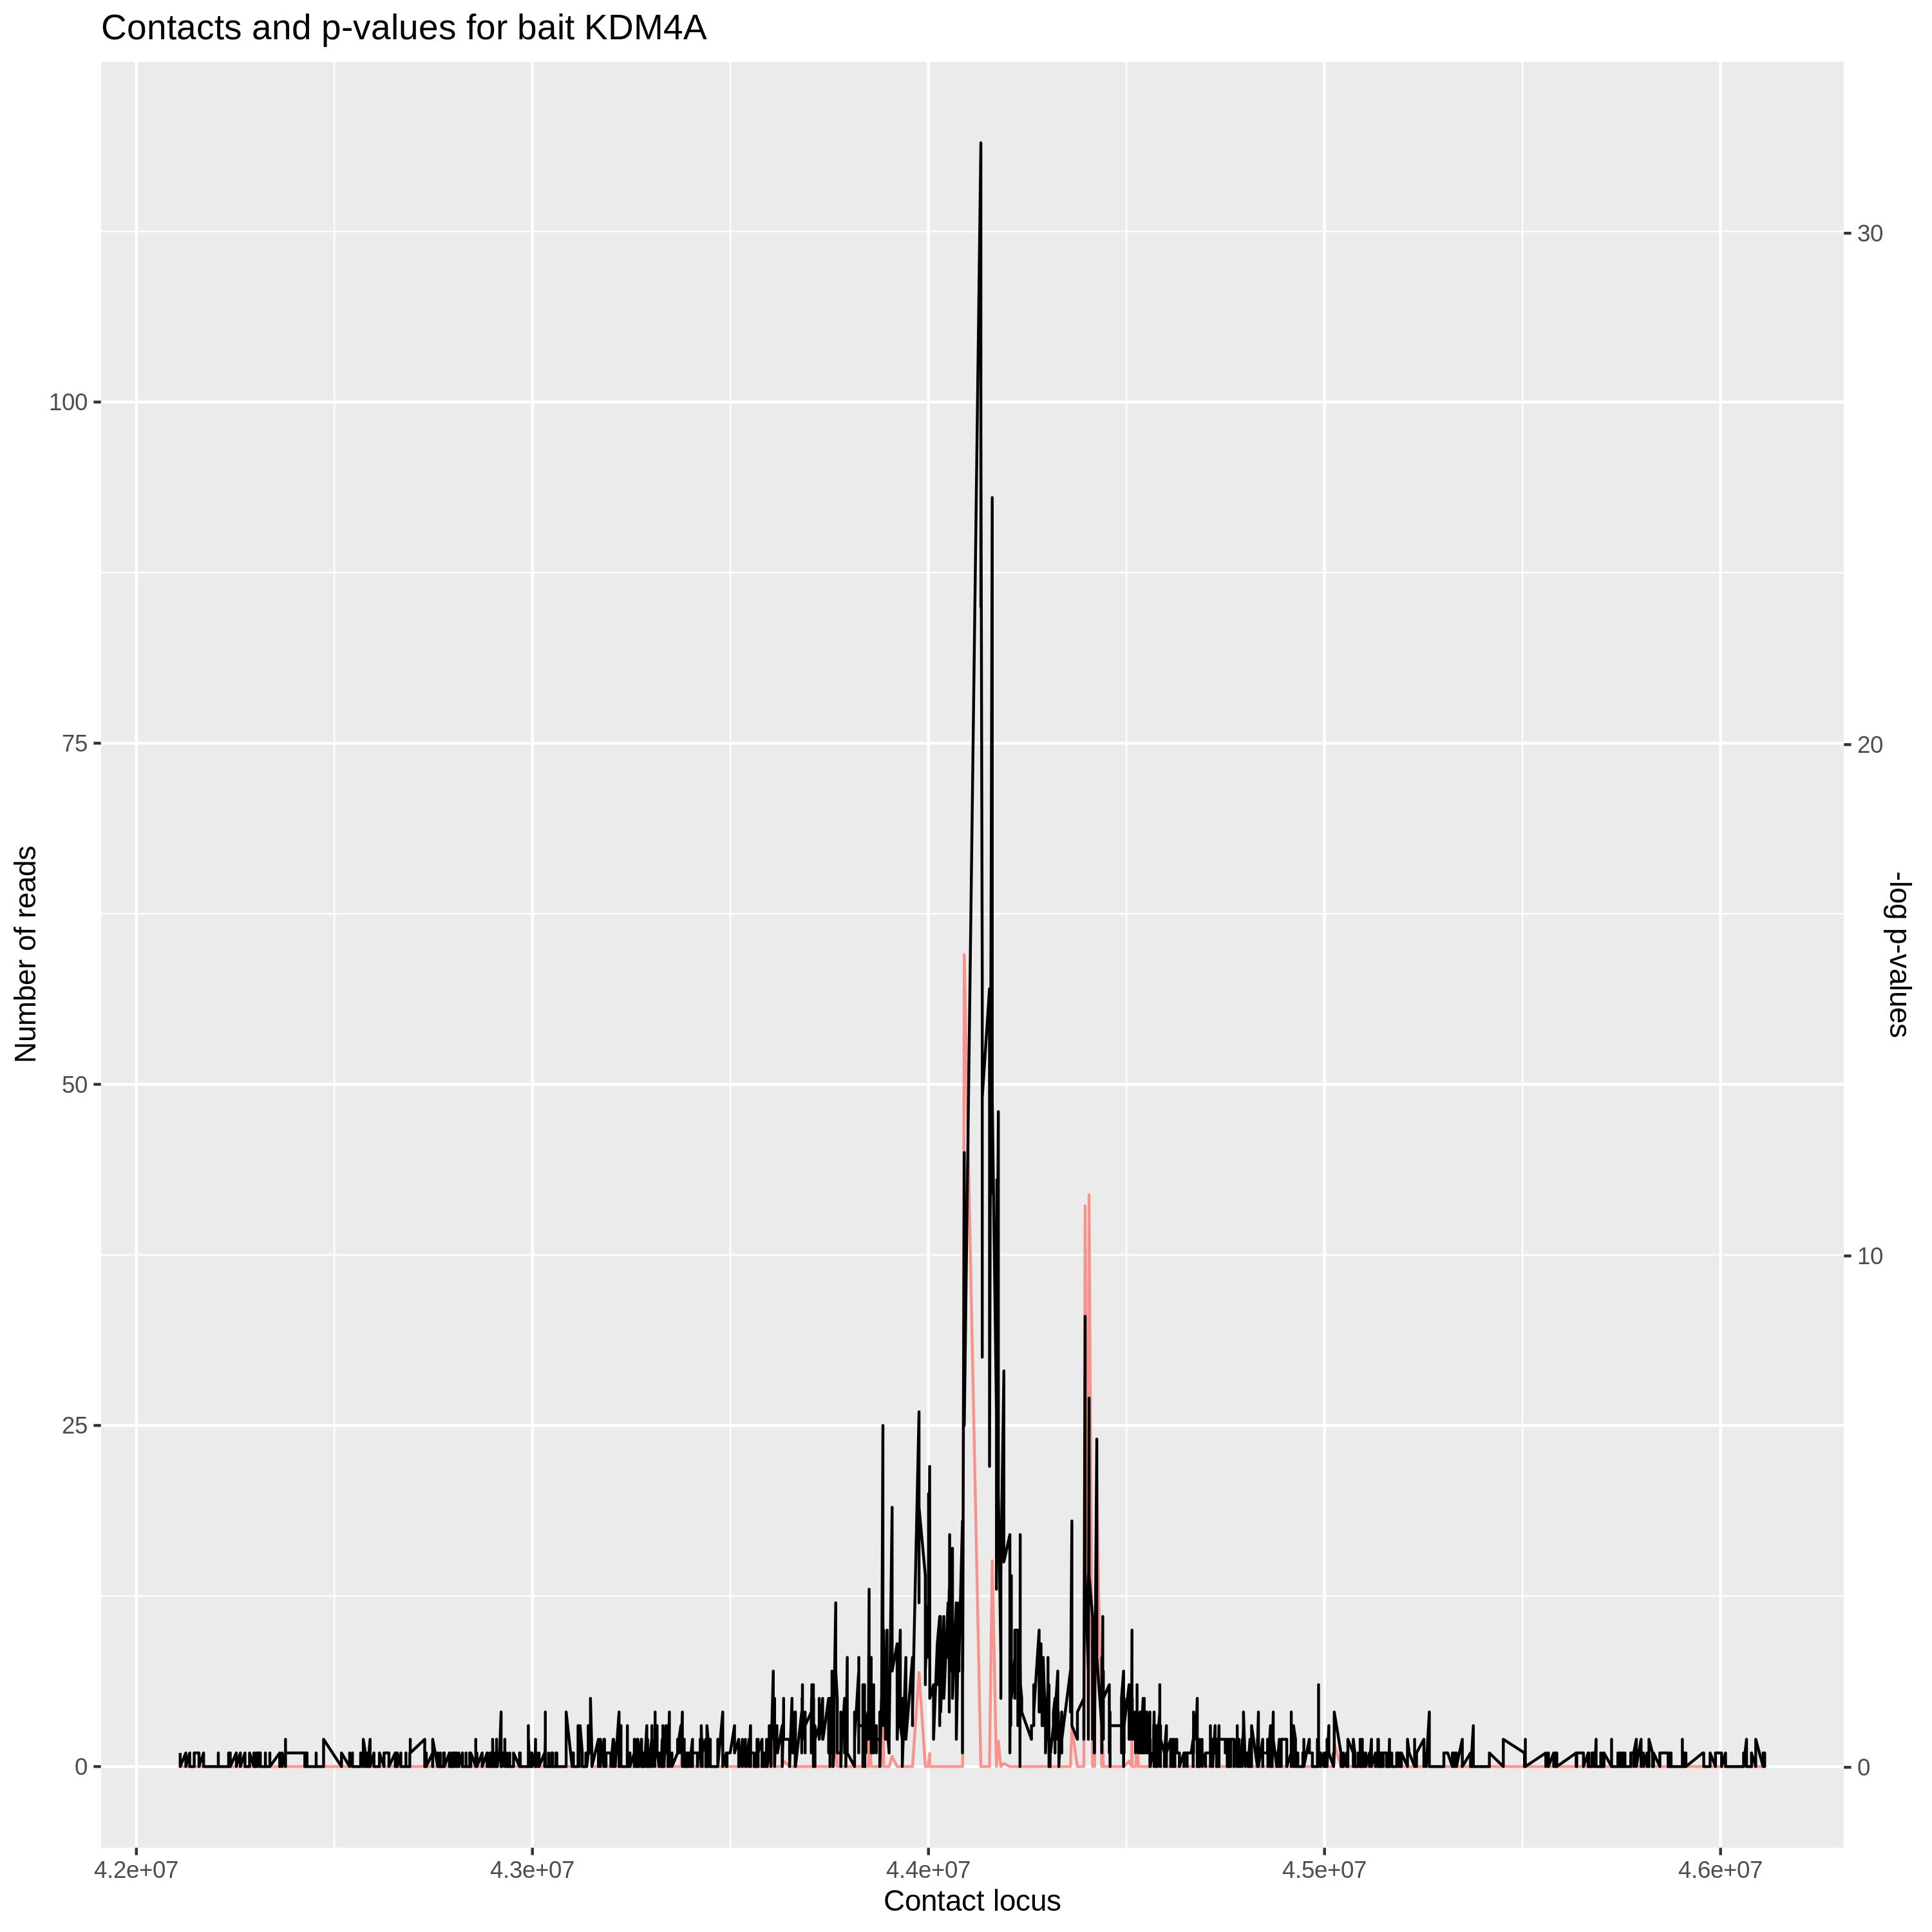 Contacts and p-values for bait KDM4A
Number of reads
100
75
50
25
0
30
20
10
0
-log p-values
4.2e+07
4.3e+07
4.4e+07
4.5e+07
4.6e+07
Contact locus